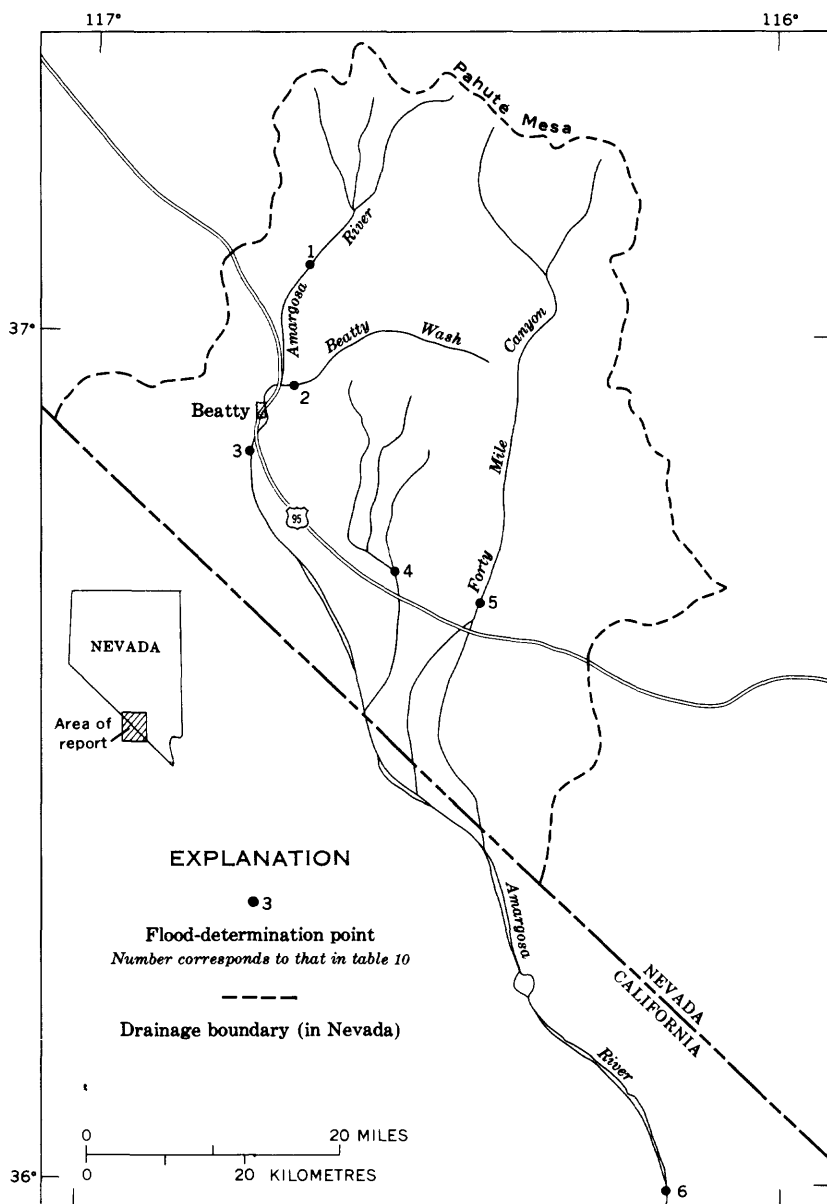 117°
116°
Pahute Mesa
River
1
Amargosa
37°
Beatty Wash
Canyon
2
Beatty
3
Mile
95
4
Forty
5
NEVADA
Area of
report
EXPLANATION
3
Flood-determination point
Number corresponds to that in table 10
Drainage boundary (in Nevada)
Amargosa
NEVADA
CALIFORNIA
River
0 20 MILES
0 20 KILOMETRES
36°
6